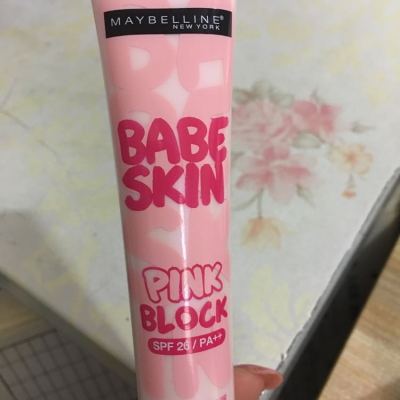 MAYBELLINE®
NEW YORK
BABE
SKIN
PINK
BLOCK
SPF 26 / PA++